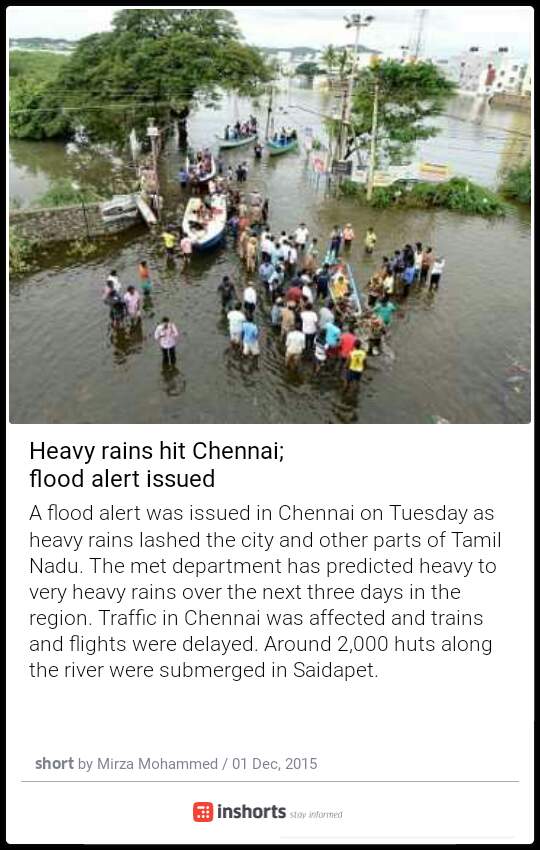 Heavy rains hit Chennai;
flood alert issued
A flood alert was issued in Chennai on Tuesday as
heavy rains lashed the city and other parts of Tamil
Nadu. The met department has predicted heavy to
very heavy rains over the next three days in the
region. Traffic in Chennai was affected and trains
and flights were delayed. Around 2,000 huts along
the river were submerged in Saidapet.
short by Mirza Mohammed / 01 Dec, 2015
inshorts stay informed